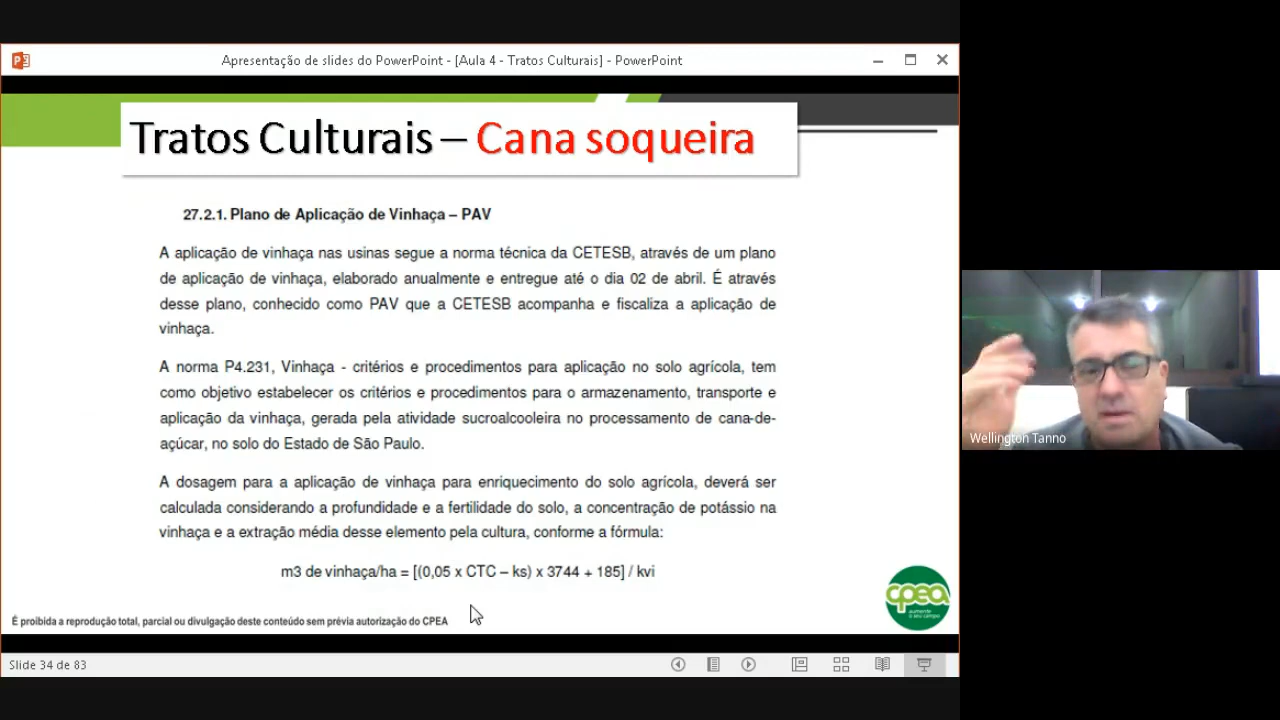 Apresentação de slides do PowerPoint - [Aula 4 - Tratos Culturais] - PowerPoint
Tratos Culturais – Cana soqueira
27.2.1. Plano de Aplicação de Vinhaça – PAV
A aplicação de vinhaça nas usinas segue a norma técnica da CETESB, através de um plano
de aplicação de vinhaça, elaborado anualmente e entregue até o dia 02 de abril. É através
desse plano, conhecido como PAV que a CETESB acompanha e fiscaliza a aplicação de
vinhaça.
A norma P4.231, Vinhaça - critérios e procedimentos para aplicação no solo agrícola, tem
como objetivo estabelecer os critérios e procedimentos para o armazenamento, transporte e
aplicação da vinhaça, gerada pela atividade sucroalcooleira no processamento de cana-de-
açúcar, no solo do Estado de São Paulo.
A dosagem para a aplicação de vinhaça para enriquecimento do solo agrícola, deverá ser
calculada considerando a profundidade e a fertilidade do solo, a concentração de potássio na
vinhaça e a extração média desse elemento pela cultura, conforme a fórmula:
m3 de vinhaça/ha = [(0,05 x CTC – ks) x 3744 + 185] / kvi
cpea
aumente
o seu campo
É proibida a reprodução total, parcial ou divulgação deste conteúdo sem prévia autorização do CPEA
Slide 34 de 83
Wellington Tanno